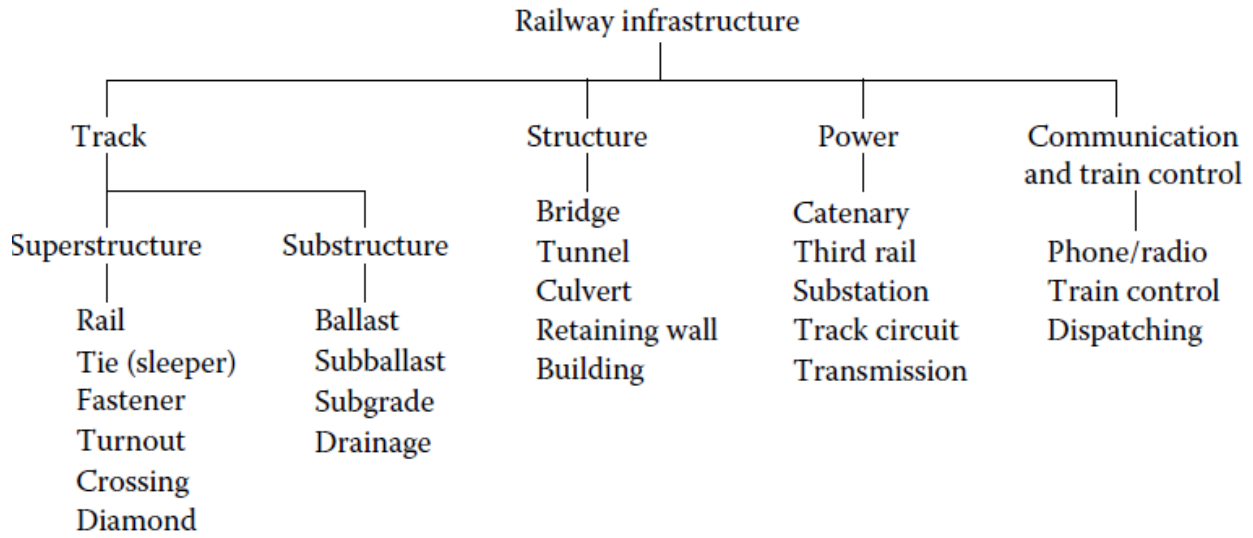 Railway infrastructure
Track
Structure
Power
Communication
and train control
Superstructure
Substructure
Rail
Tie (sleeper)
Fastener
Turnout
Crossing
Diamond
Ballast
Subballast
Subgrade
Drainage
Bridge
Tunnel
Culvert
Retaining wall
Building
Catenary
Third rail
Substation
Track circuit
Transmission
Phone/radio
Train control
Dispatching